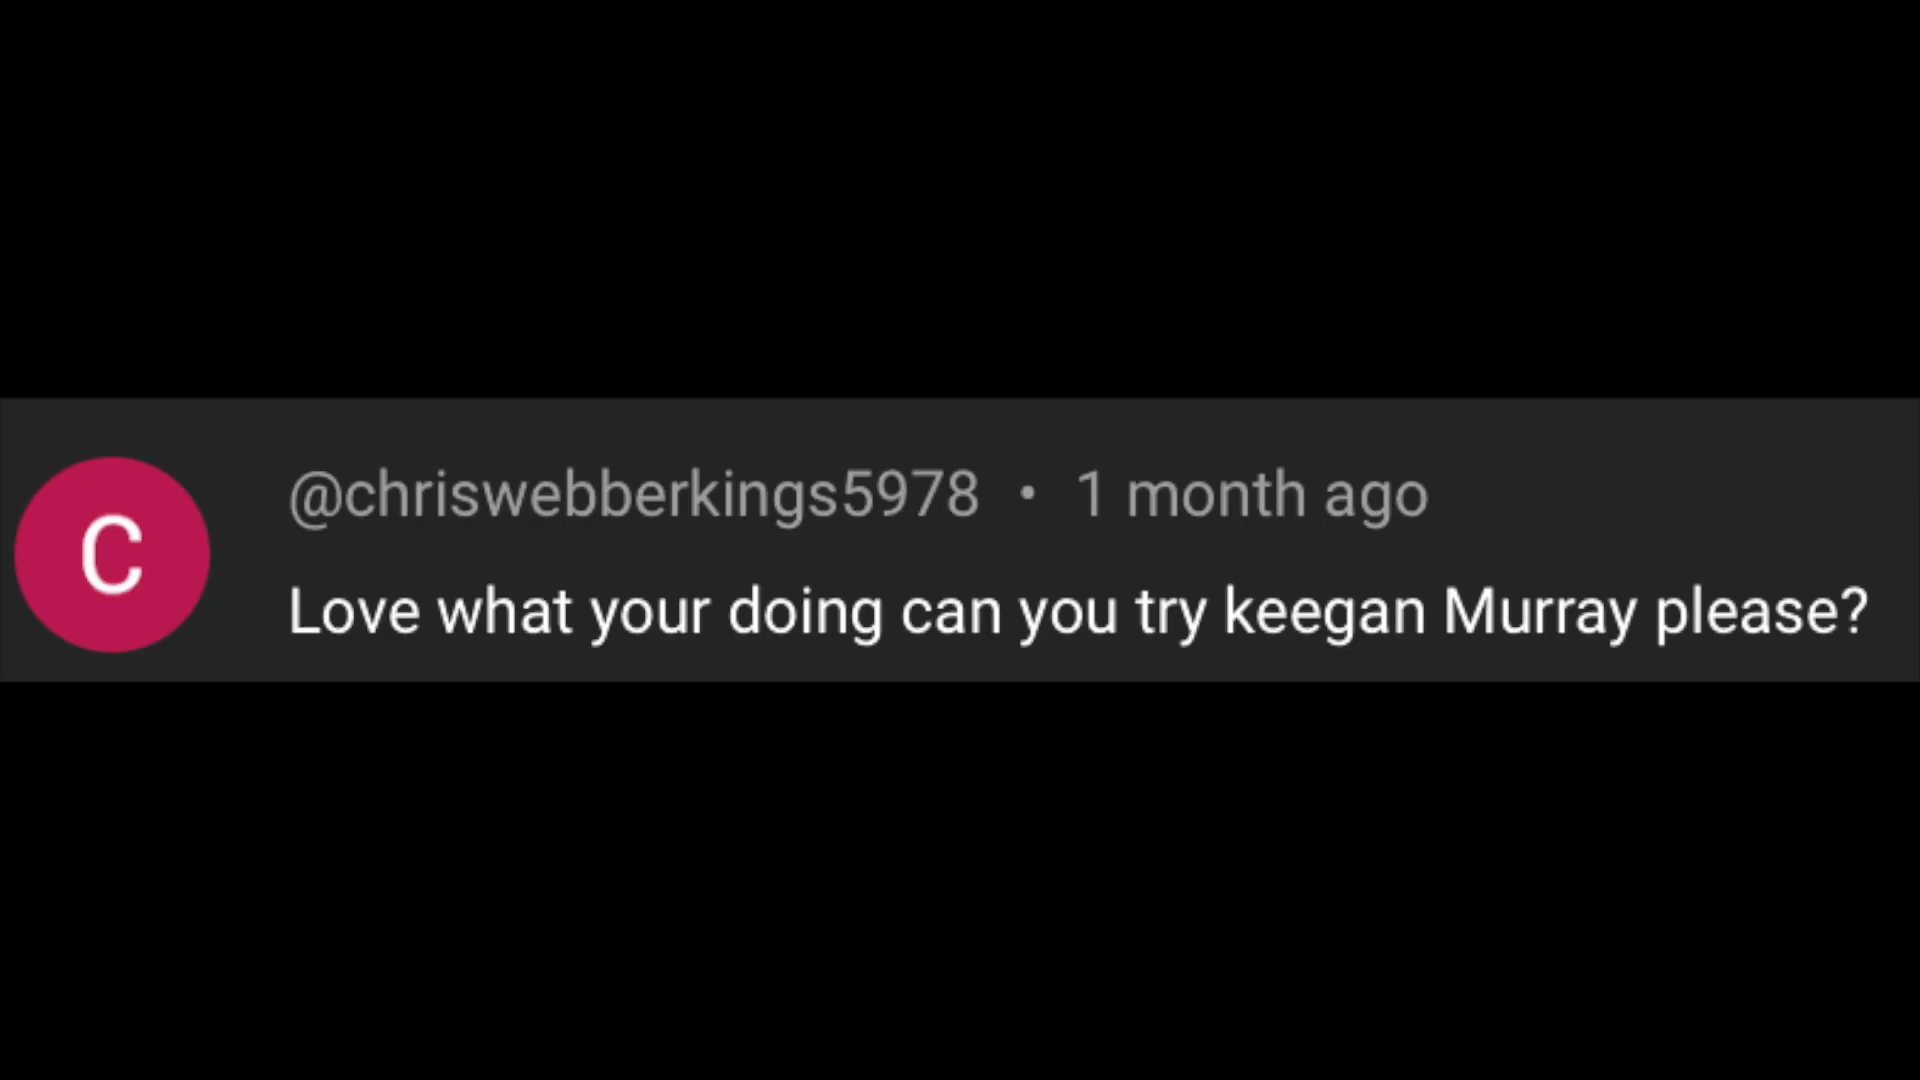 C
@chriswebberkings5978 • 1 month ago
Love what your doing can you try keegan Murray please?